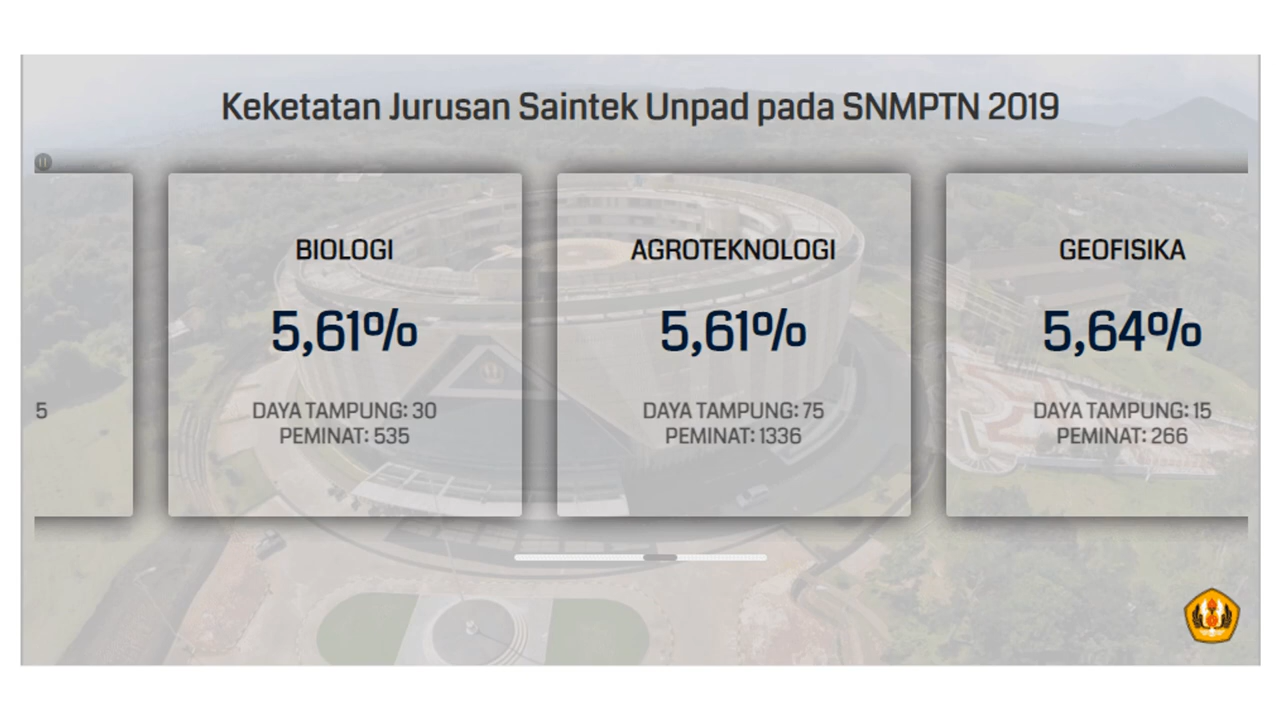 Keketatan Jurusan Saintek Unpad pada SNMPTN 2019
5
BIOLOGI
5,61%
DAYA TAMPUNG: 30
PEMINAT: 535
AGROTEKNOLOGI
5,61%
DAYA TAMPUNG: 75
PEMINAT: 1336
GEOFISIKA
5,64%
DAYA TAMPUNG: 15
PEMINAT: 266